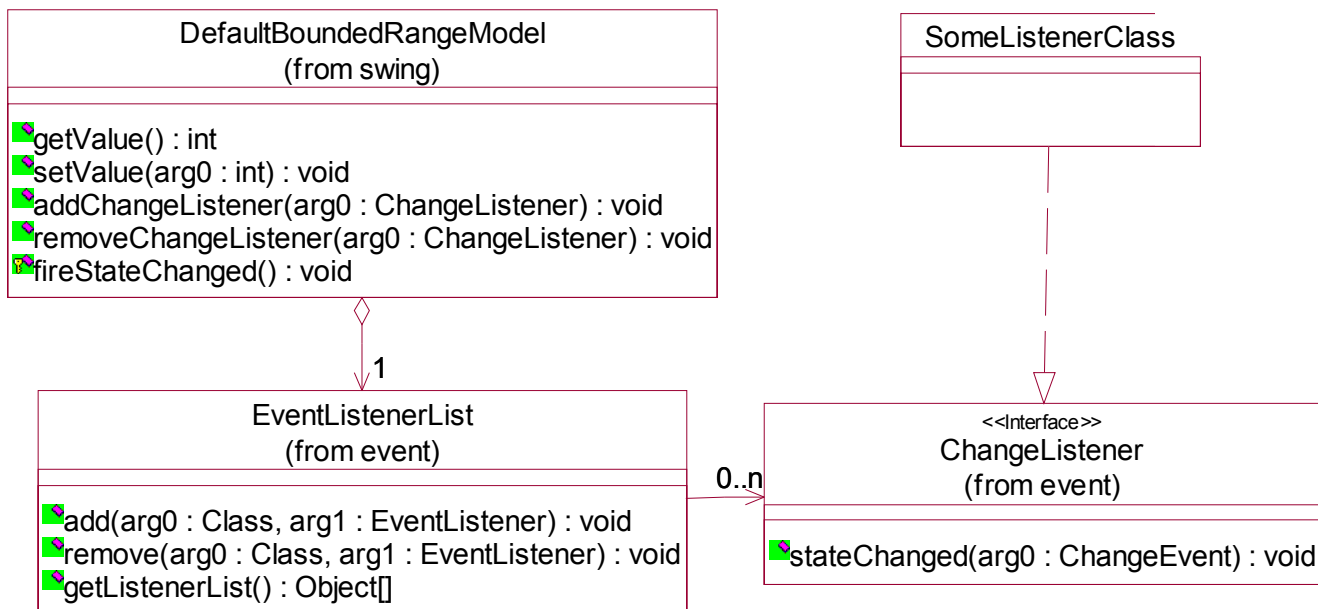 DefaultBoundedRangeModel
(from swing)
getValue() : int
setValue(arg0 : int) : void
addChangeListener(arg0 : ChangeListener) : void
removeChangeListener(arg0 : ChangeListener) : void
fireStateChanged() : void
SomeListenerClass
1
EventListenerList
(from event)
add(arg0 : Class, arg1 : EventListener) : void
remove(arg0 : Class, arg1 : EventListener) : void
getListenerList() : Object[]
0..n
<<Interface>>
ChangeListener
(from event)
stateChanged(arg0 : ChangeEvent) : void